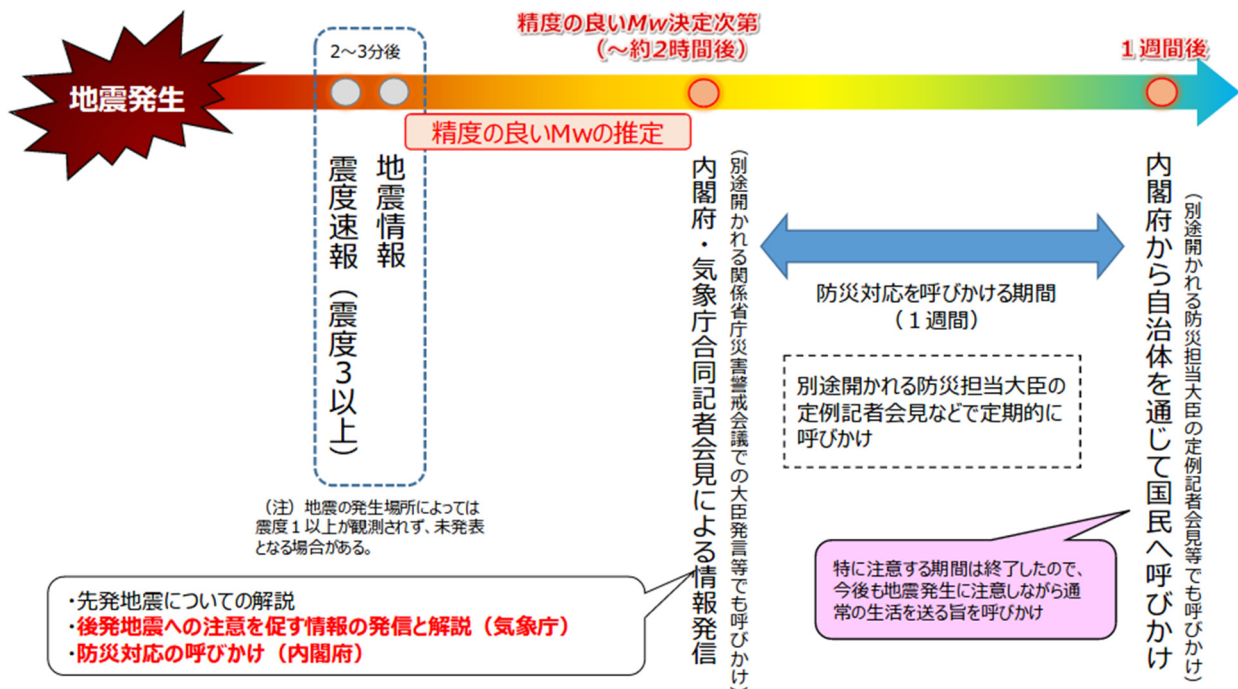 地震発生
2～3分後
震度速報（震度３以上）
地震情報
（注）地震の発生場所によっては
震度１以上が観測されず、未発表
となる場合がある。
精度の良いMwの推定
精度の良いMw決定次第
（～約2時間後）
内閣府・気象庁合同記者会見による情報発信
（別途開かれる関係省庁災害警戒会議での大臣発言等でも呼びかけ）
・先発地震についての解説
・後発地震への注意を促す情報の発信と解説（気象庁）
・防災対応の呼びかけ（内閣府）
防災対応を呼びかける期間
（１週間）
別途開かれる防災担当大臣の
定例記者会見などで定期的に
呼びかけ
１週間後
内閣府から自治体を通じて国民へ呼びかけ
（別途開かれる防災担当大臣の定例記者会見等でも呼びかけ）
特に注意する期間は終了したので、
今後も地震発生に注意しながら通
常の生活を送る旨を呼びかけ